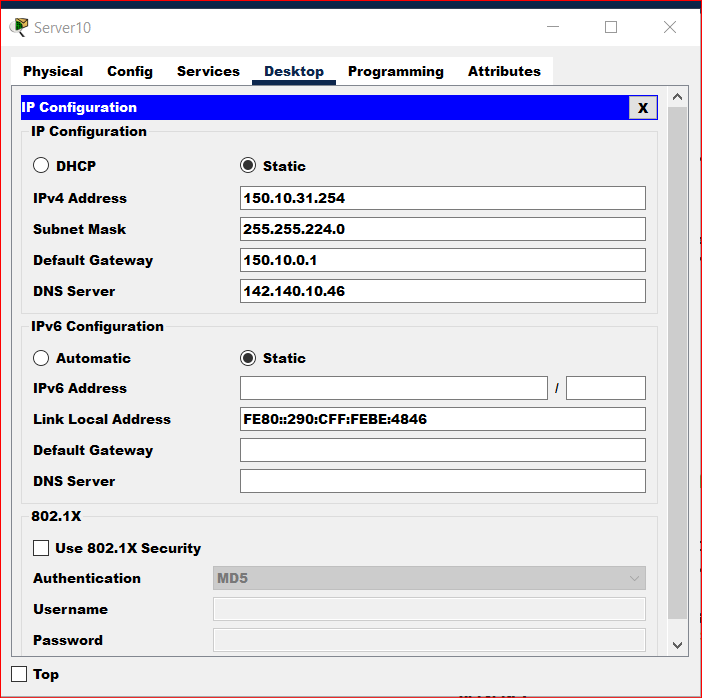 Server10
Physical Config Services Desktop Programming Attributes
IP Configuration X
IP Configuration
DHCP Static
IPv4 Address 150.10.31.254
Subnet Mask 255.255.224.0
Default Gateway 150.10.0.1
DNS Server 142.140.10.46
IPv6 Configuration
Automatic Static
IPv6 Address /
Link Local Address FE80::290:CFF:FEBE:4846
Default Gateway
DNS Server
802.1X
Use 802.1X Security
Authentication MD5
Username
Password
Top